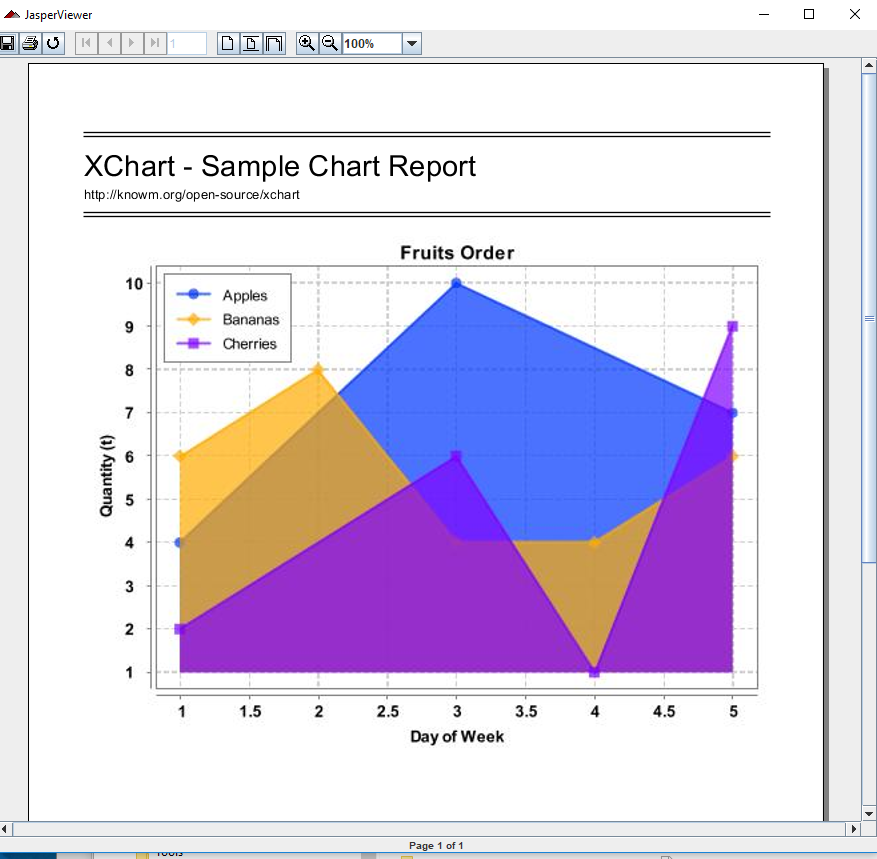 JasperViewer
1
100%
XChart - Sample Chart Report
http://knowm.org/open-source/xchart
Fruits Order
Apples
Bananas
Cherries
10
9
8
7
6
5
4
3
2
1
Quantity (t)
1 1.5 2 2.5 3 3.5 4 4.5 5
Day of Week
Page 1 of 1